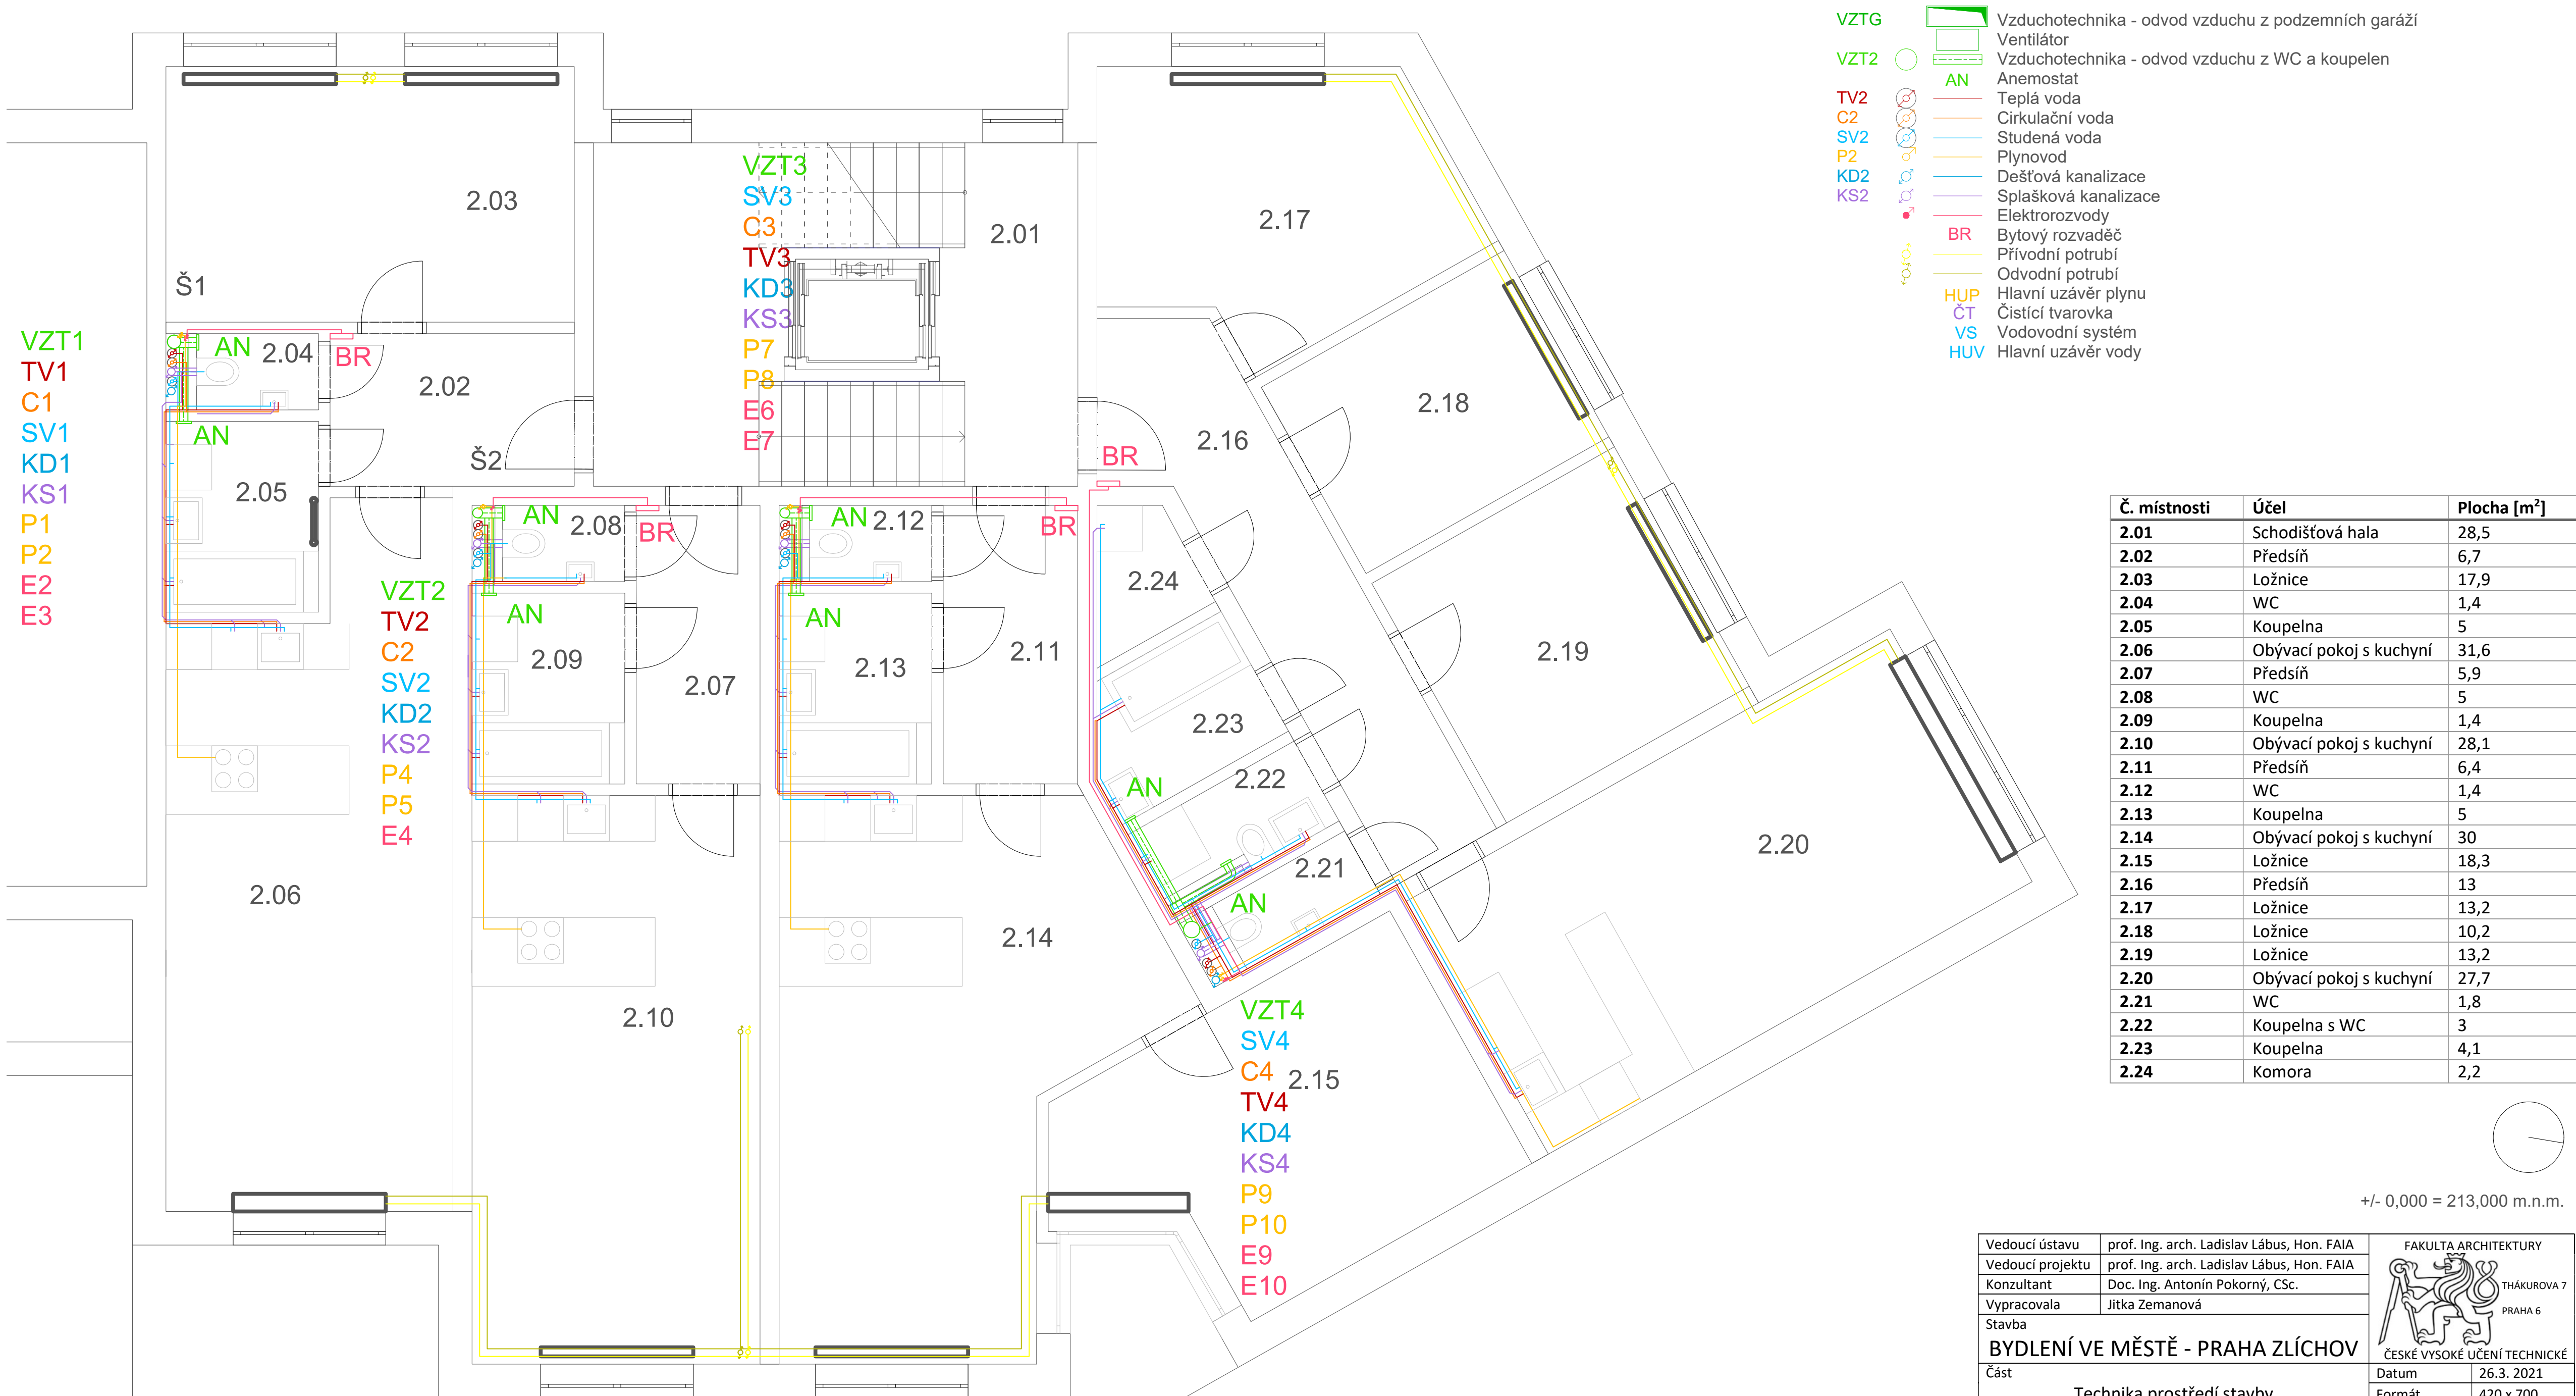 VZTG Vzduchotechnika - odvod vzduchu z podzemních garáží
Ventilátor
VZT2 Vzduchotechnika - odvod vzduchu z WC a koupelen
AN Anemostat
TV2 Teplá voda
C2 Cirkulační voda
SV2 Studená voda
P2 Plynovod
KD2 Dešťová kanalizace
KS2 Splašková kanalizace
Elektrorozvody
BR Bytový rozvaděč
Přívodní potrubí
Odvodní potrubí
HUP Hlavní uzávěr plynu
ČT Čistící tvarovka
VS Vodovodní systém
HUV Hlavní uzávěr vody
2.03
Š1
VZT1
TV1
C1
SV1
KD1
KS1
P1
P2
E2
E3
AN
2.04
BR
2.02
AN
2.05
Š2
2.06
VZT3
SV3
C3
TV3
KD3
KS3
P7
P8
E6
E7
2.01
VZT2
TV2
C2
SV2
KD2
KS2
P4
P5
E4
AN
2.08
BR
AN
2.09
2.07
2.10
AN
2.12
BR
AN
2.13
2.11
2.14
BR
2.17
2.16
2.18
2.19
2.24
2.23
AN
2.22
2.21
AN
2.20
VZT4
SV4
C4
2.15
TV4
KD4
KS4
P9
P10
E9
E10
Č. místnosti Účel Plocha [m²]
2.01 Schodišťová hala 28,5
2.02 Předsíň 6,7
2.03 Ložnice 17,9
2.04 WC 1,4
2.05 Koupelna 5
2.06 Obývací pokoj s kuchyní 31,6
2.07 Předsíň 5,9
2.08 WC 5
2.09 Koupelna 1,4
2.10 Obývací pokoj s kuchyní 28,1
2.11 Předsíň 6,4
2.12 WC 1,4
2.13 Koupelna 5
2.14 Obývací pokoj s kuchyní 30
2.15 Ložnice 18,3
2.16 Předsíň 13
2.17 Ložnice 13,2
2.18 Ložnice 10,2
2.19 Ložnice 13,2
2.20 Obývací pokoj s kuchyní 27,7
2.21 WC 1,8
2.22 Koupelna s WC 3
2.23 Koupelna 4,1
2.24 Komora 2,2
+/- 0,000 = 213,000 m.n.m.
Vedoucí ústavu prof. Ing. arch. Ladislav Lábus, Hon. FAIA
Vedoucí projektu prof. Ing. arch. Ladislav Lábus, Hon. FAIA
Konzultant Doc. Ing. Antonín Pokorný, CSc.
Vypracovala Jitka Zemanová
Stavba
BYDLENÍ VE MĚSTĚ - PRAHA ZLÍCHOV
FAKULTA ARCHITEKTURY
THÁKUROVA 7
PRAHA 6
ČESKÉ VYSOKÉ UČENÍ TECHNICKÉ
Část
Technika prostředí stavby
Datum 26.3. 2021
Formát 420 x 700